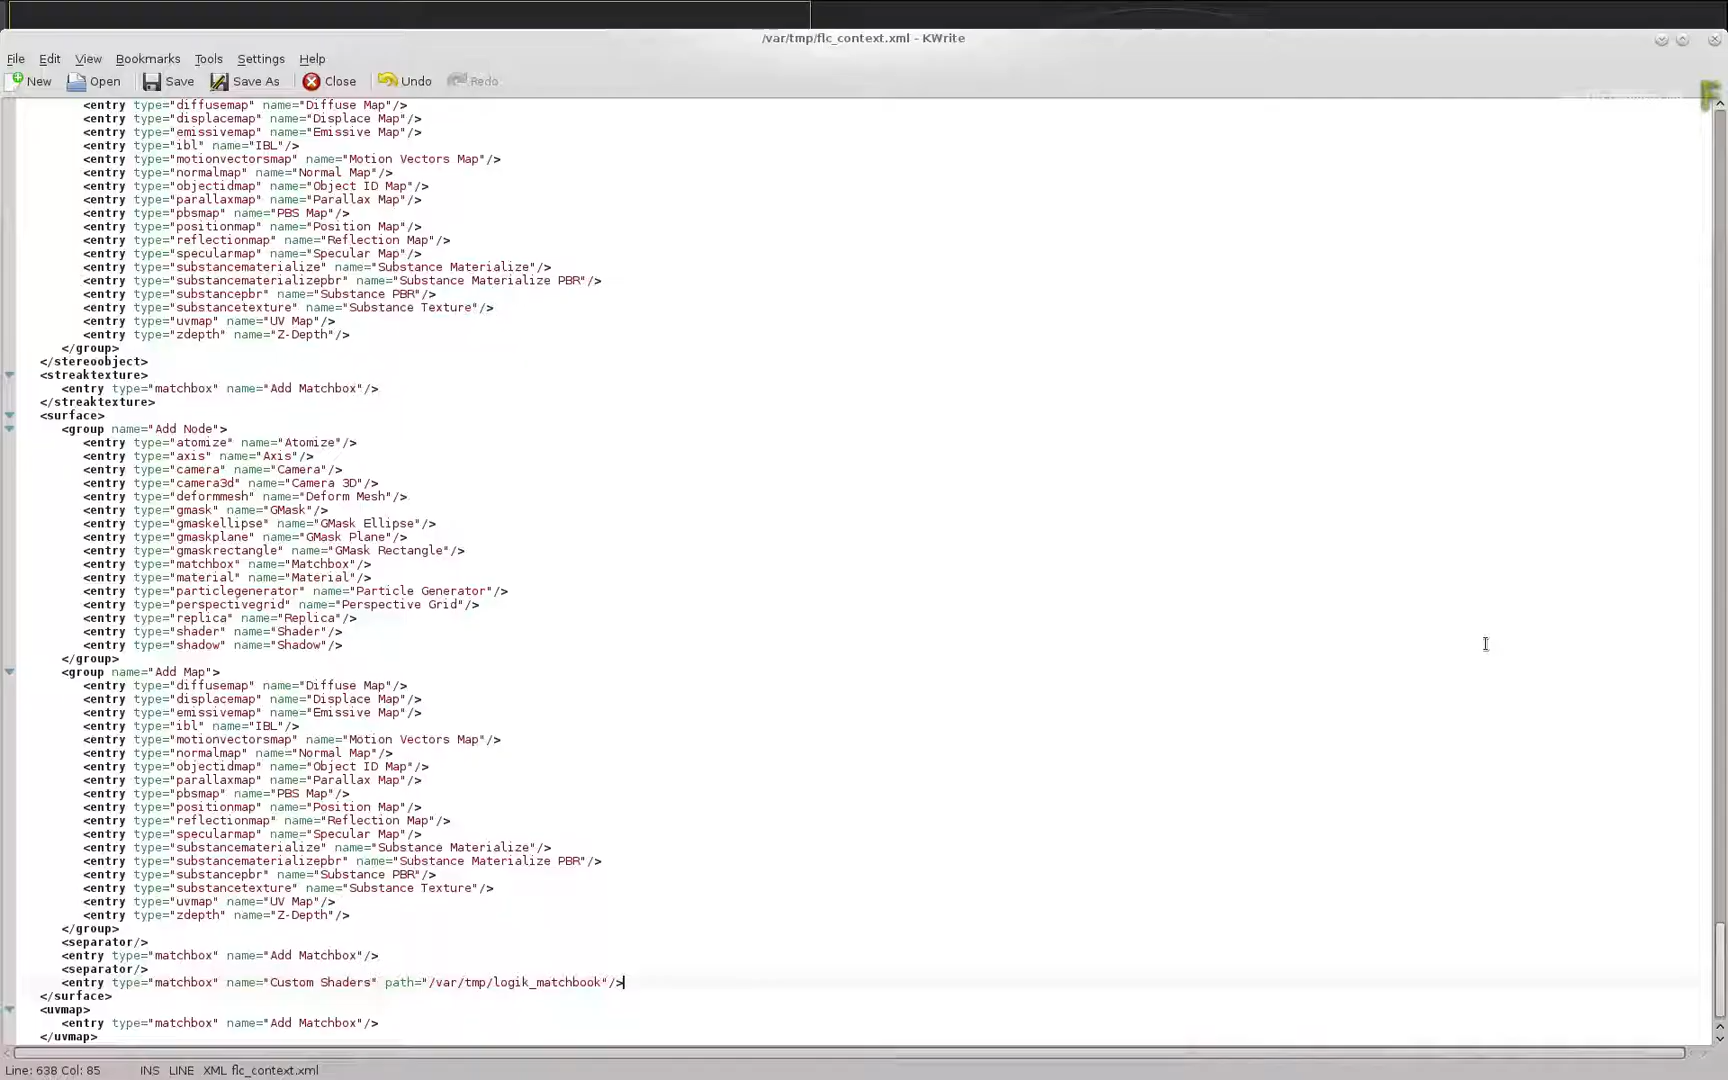 /var/tmp/flc_context.xml - KWrite
File Edit View Bookmarks Tools Settings Help
New Open Save Save As Close Undo Redo
<entry type="diffusemap" name="Diffuse Map"/>
<entry type="displacemap" name="Displace Map"/>
<entry type="emissivemap" name="Emissive Map"/>
<entry type="ibl" name="IBL"/>
<entry type="motionvectorsmap" name="Motion Vectors Map"/>
<entry type="normalmap" name="Normal Map"/>
<entry type="objectidmap" name="Object ID Map"/>
<entry type="parallaxmap" name="Parallax Map"/>
<entry type="pbsmap" name="PBS Map"/>
<entry type="positionmap" name="Position Map"/>
<entry type="reflectionmap" name="Reflection Map"/>
<entry type="specularmap" name="Specular Map"/>
<entry type="substancematerialize" name="Substance Materialize"/>
<entry type="substancematerializepbr" name="Substance Materialize PBR"/>
<entry type="substancepbr" name="Substance PBR"/>
<entry type="substancetexture" name="Substance Texture"/>
<entry type="uvmap" name="UV Map"/>
<entry type="zdepth" name="Z-Depth"/>
</group>
</stereoobject>
<streaktexture>
<entry type="matchbox" name="Add Matchbox"/>
</streaktexture>
<surface>
<group name="Add Node">
<entry type="atomize" name="Atomize"/>
<entry type="axis" name="Axis"/>
<entry type="camera" name="Camera"/>
<entry type="camera3d" name="Camera 3D"/>
<entry type="deformmesh" name="Deform Mesh"/>
<entry type="gmask" name="GMask"/>
<entry type="gmaskellipse" name="GMask Ellipse"/>
<entry type="gmaskplane" name="GMask Plane"/>
<entry type="gmaskrectangle" name="GMask Rectangle"/>
<entry type="matchbox" name="Matchbox"/>
<entry type="material" name="Material"/>
<entry type="particlegenerator" name="Particle Generator"/>
<entry type="perspectivegrid" name="Perspective Grid"/>
<entry type="replica" name="Replica"/>
<entry type="shader" name="Shader"/>
<entry type="shadow" name="Shadow"/>
</group>
<group name="Add Map">
<entry type="diffusemap" name="Diffuse Map"/>
<entry type="displacemap" name="Displace Map"/>
<entry type="emissivemap" name="Emissive Map"/>
<entry type="ibl" name="IBL"/>
<entry type="motionvectorsmap" name="Motion Vectors Map"/>
<entry type="normalmap" name="Normal Map"/>
<entry type="objectidmap" name="Object ID Map"/>
<entry type="parallaxmap" name="Parallax Map"/>
<entry type="pbsmap" name="PBS Map"/>
<entry type="positionmap" name="Position Map"/>
<entry type="reflectionmap" name="Reflection Map"/>
<entry type="specularmap" name="Specular Map"/>
<entry type="substancematerialize" name="Substance Materialize"/>
<entry type="substancematerializepbr" name="Substance Materialize PBR"/>
<entry type="substancepbr" name="Substance PBR"/>
<entry type="substancetexture" name="Substance Texture"/>
<entry type="uvmap" name="UV Map"/>
<entry type="zdepth" name="Z-Depth"/>
</group>
<separator/>
<entry type="matchbox" name="Add Matchbox"/>
<separator/>
<entry type="matchbox" name="Custom Shaders" path="/var/tmp/logik_matchbook"/>
</surface>
<uvmap>
<entry type="matchbox" name="Add Matchbox"/>
</uvmap>
Line: 638 Col: 85 INS LINE XML flc_context.xml